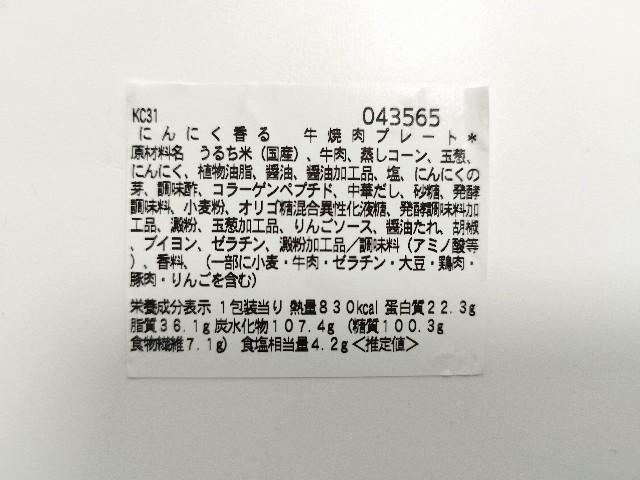 KC31 043565
にんにく香る 牛焼肉プレート*
原材料名 うるち米（国産）、牛肉、蒸しコーン、玉葱、
にんにく、植物油脂、醤油、醤油加工品、塩、にんにくの
芽、調味酢、コラーゲンペプチド、中華だし、砂糖、発酵
調味料、小麦粉、オリゴ糖混合異性化液糖、発酵調味料加
工品、澱粉、玉葱加工品、りんごソース、醤油たれ、胡椒
、ブイヨン、ゼラチン、澱粉加工品／調味料（アミノ酸等
）、香料、（一部に小麦・牛肉・ゼラチン・大豆・鶏肉・
豚肉・りんごを含む）
栄養成分表示 1包装当り 熱量830kcal 蛋白質22.3g
脂質36.1g 炭水化物107.4g (糖質100.3g
食物繊維7.1g) 食塩相当量4.2g＜推定値＞